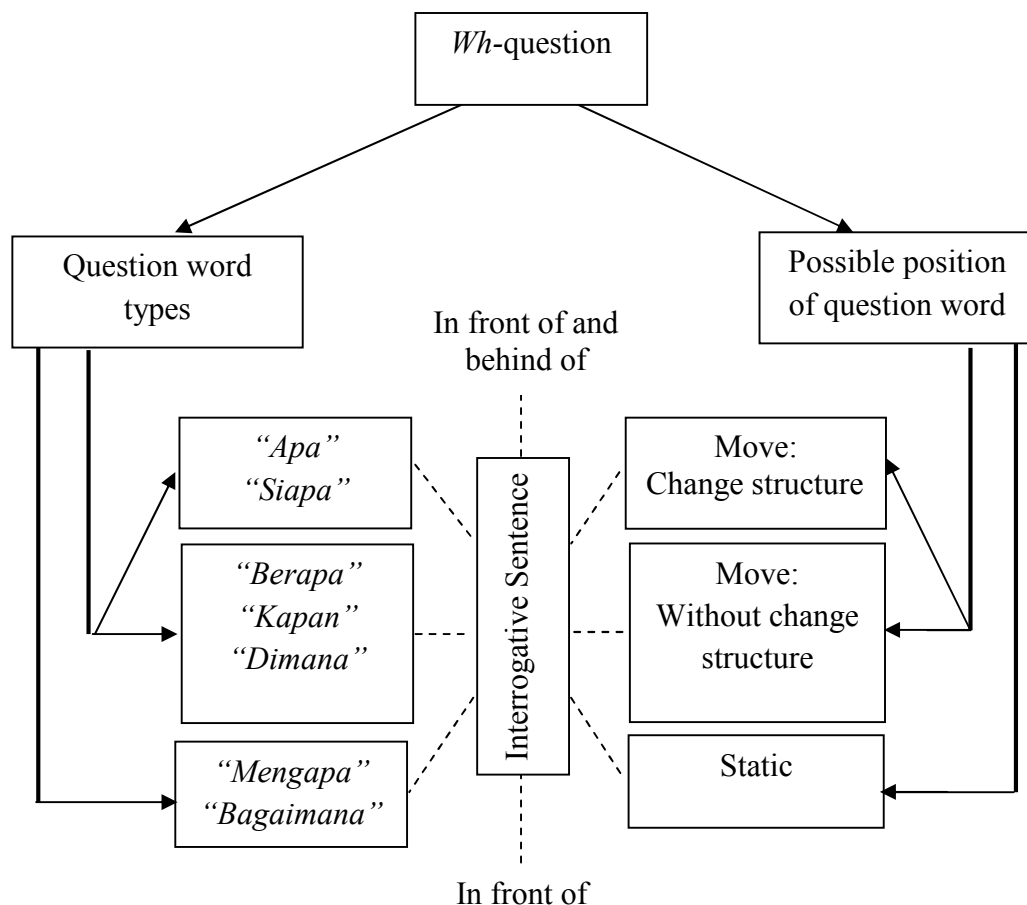 Wh-question
Question word
types
Possible position
of question word
In front of and
behind of
“Apa”
“Siapa”
Move:
Change structure
“Berapa”
“Kapan”
“Dimana”
Interrogative Sentence
Move:
Without change
structure
“Mengapa”
“Bagaimana”
Static
In front of